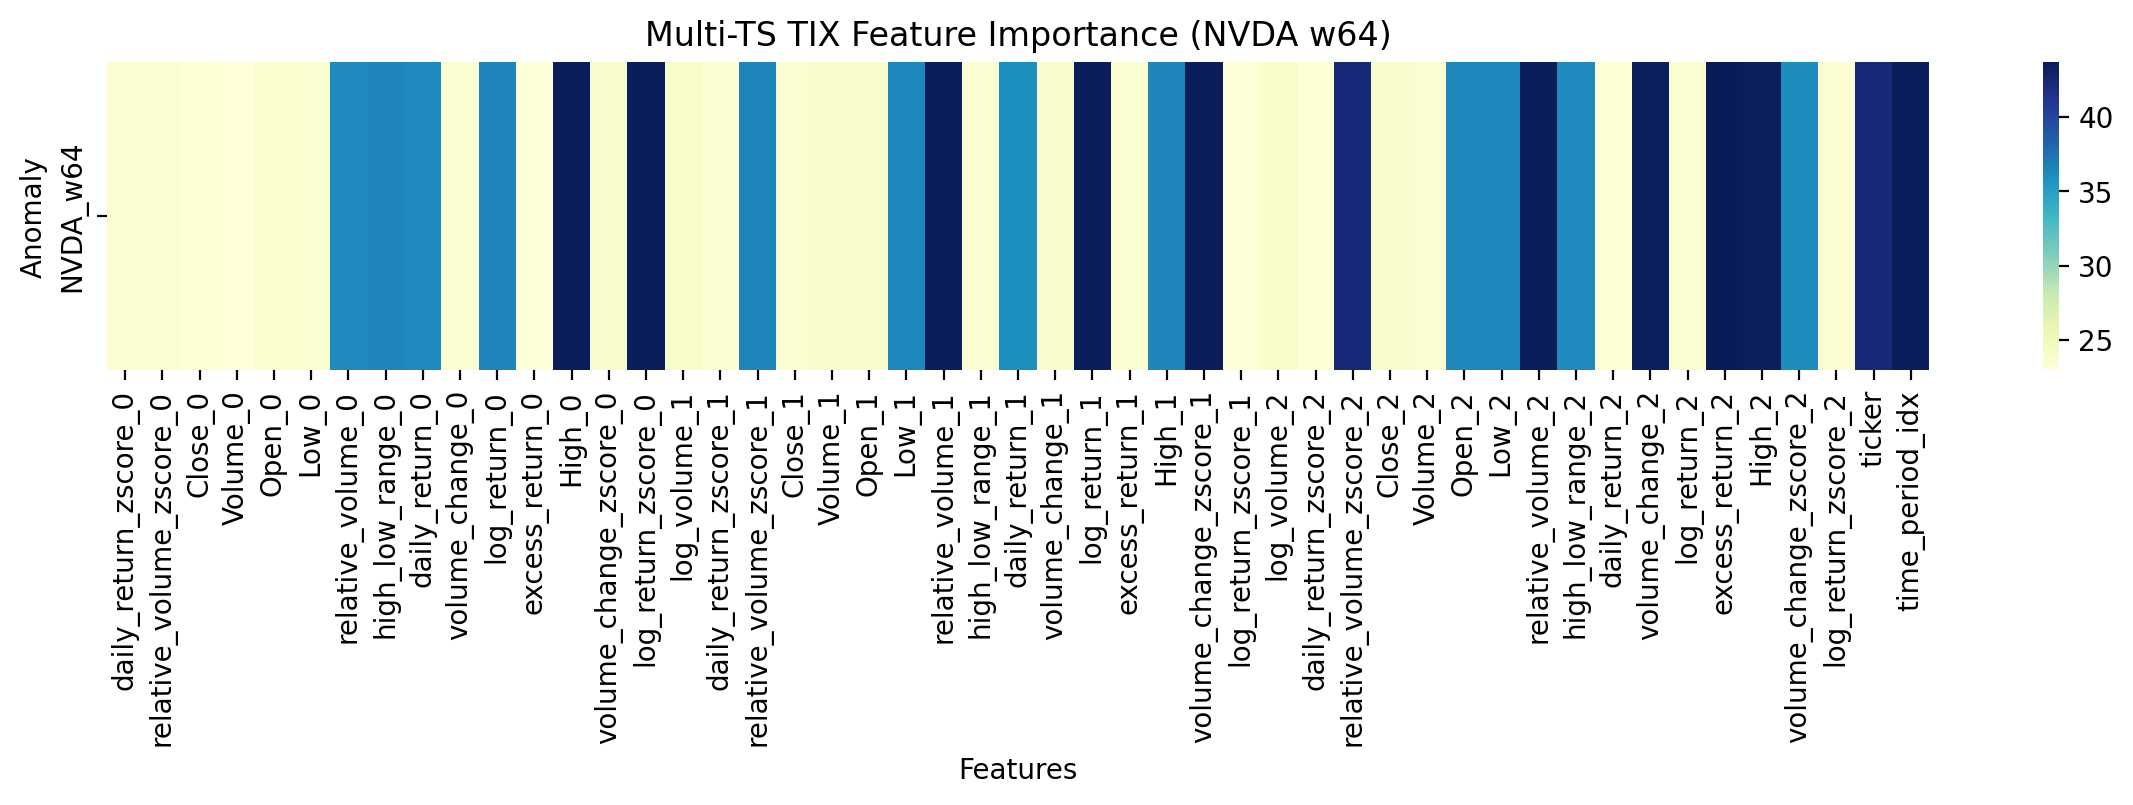 Multi-TS TIX Feature Importance (NVDA w64)
Anomaly
NVDA_w64
40
35
30
25
daily_return_zscore_0
relative_volume_zscore_0
Close_0
Volume_0
Open_0
Low_0
relative_volume_0
high_low_range_0
daily_return_0
volume_change_0
log_return_0
excess_return_0
High_0
volume_change_zscore_0
log_return_zscore_0
log_volume_1
daily_return_zscore_1
relative_volume_zscore_1
Close_1
Volume_1
Open_1
Low_1
relative_volume_1
high_low_range_1
daily_return_1
volume_change_1
log_return_1
excess_return_1
High_1
volume_change_zscore_1
log_return_zscore_1
log_volume_2
daily_return_zscore_2
relative_volume_zscore_2
Close_2
Volume_2
Open_2
Low_2
relative_volume_2
high_low_range_2
daily_return_2
volume_change_2
log_return_2
excess_return_2
High_2
volume_change_zscore_2
log_return_zscore_2
ticker
time_period_idx
Features